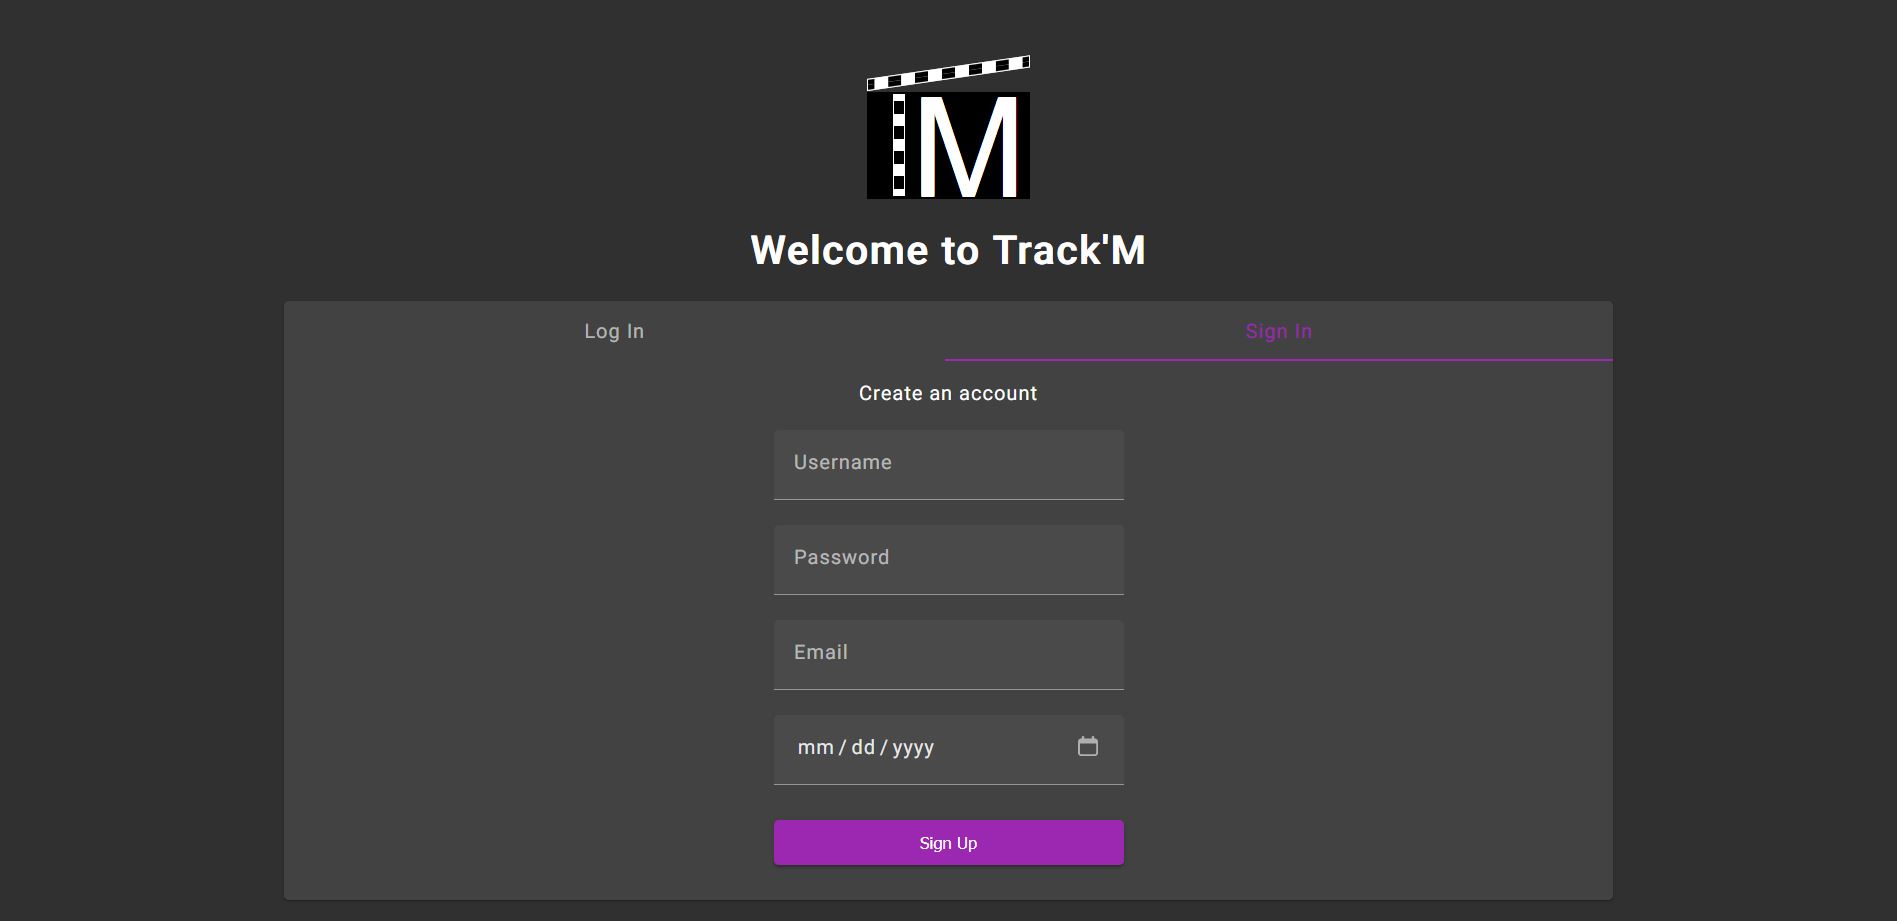 M
Welcome to Track'M
Log In Sign In
Create an account
Username
Password
Email
mm / dd / yyyy
Sign Up